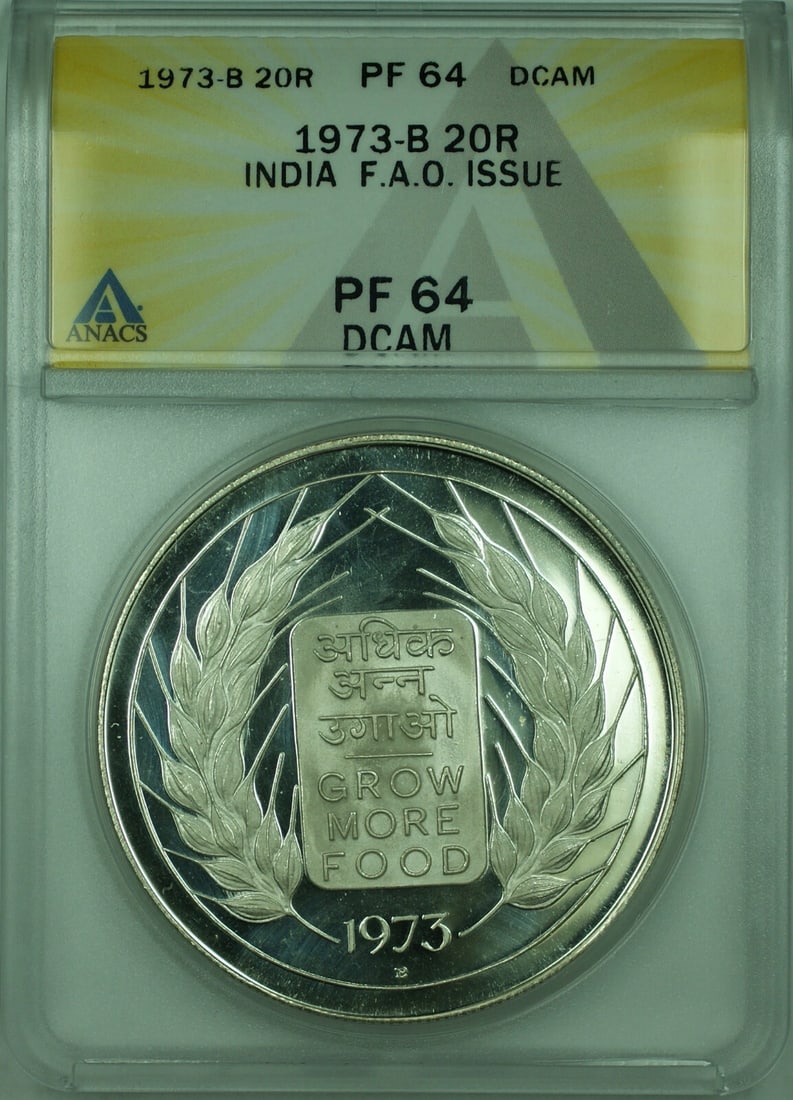 1973-B 20R PF 64 DCAM
1973-B 20R
INDIA F.A.O. ISSUE
PF 64
DCAM
ANACS
अधिक
अन्न
उगाओ
GROW
MORE
FOOD
1973
B